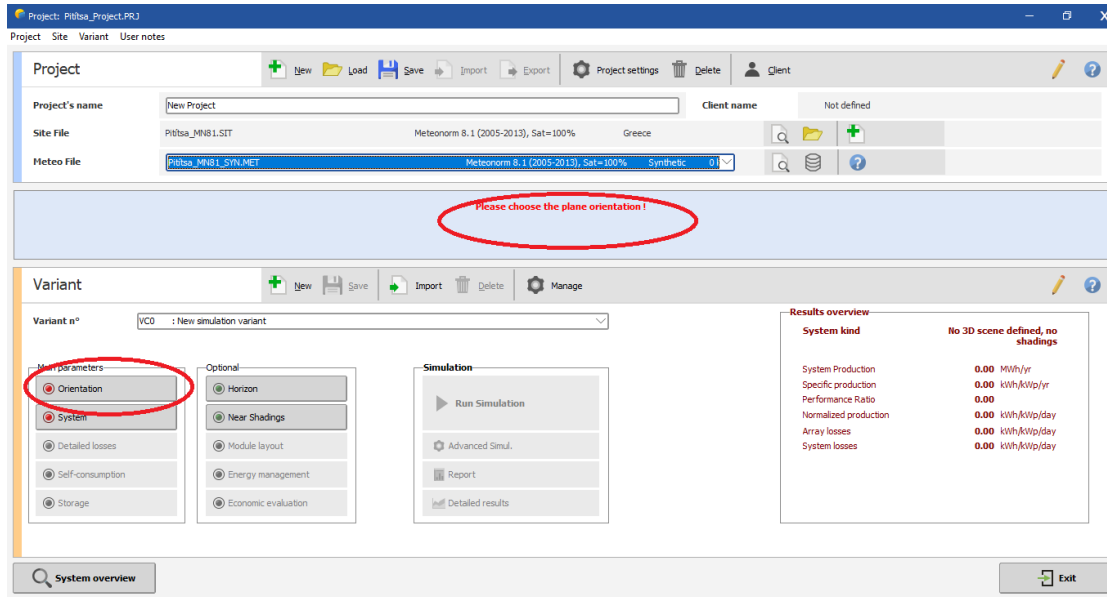 Project: Pitítsa_Project.PRJ
Project Site Variant User notes
Project
New Load Save Import Export Project settings Delete Client
Project's name New Project Client name Not defined
Site File Pitítsa_MN81.SIT Meteonorm 8.1 (2005-2013), Sat=100% Greece
Meteo File Pitítsa_MN81_SYN.MET Meteonorm 8.1 (2005-2013), Sat=100% Synthetic 0
Please choose the plane orientation !
Variant
New Save Import Delete Manage
Variant n° VC0 : New simulation variant
Results overview
System kind No 3D scene defined, no
shadings
Main parameters
Orientation
System
Detailed losses
Self-consumption
Storage
Optional
Horizon
Near Shadings
Module layout
Energy management
Economic evaluation
Simulation
Run Simulation
Advanced Simul.
Report
Detailed results
System Production 0.00 MWh/yr
Specific production 0.00 kWh/kWp/yr
Performance Ratio 0.00
Normalized production 0.00 kWh/kWp/day
Array losses 0.00 kWh/kWp/day
System losses 0.00 kWh/kWp/day
System overview
Exit